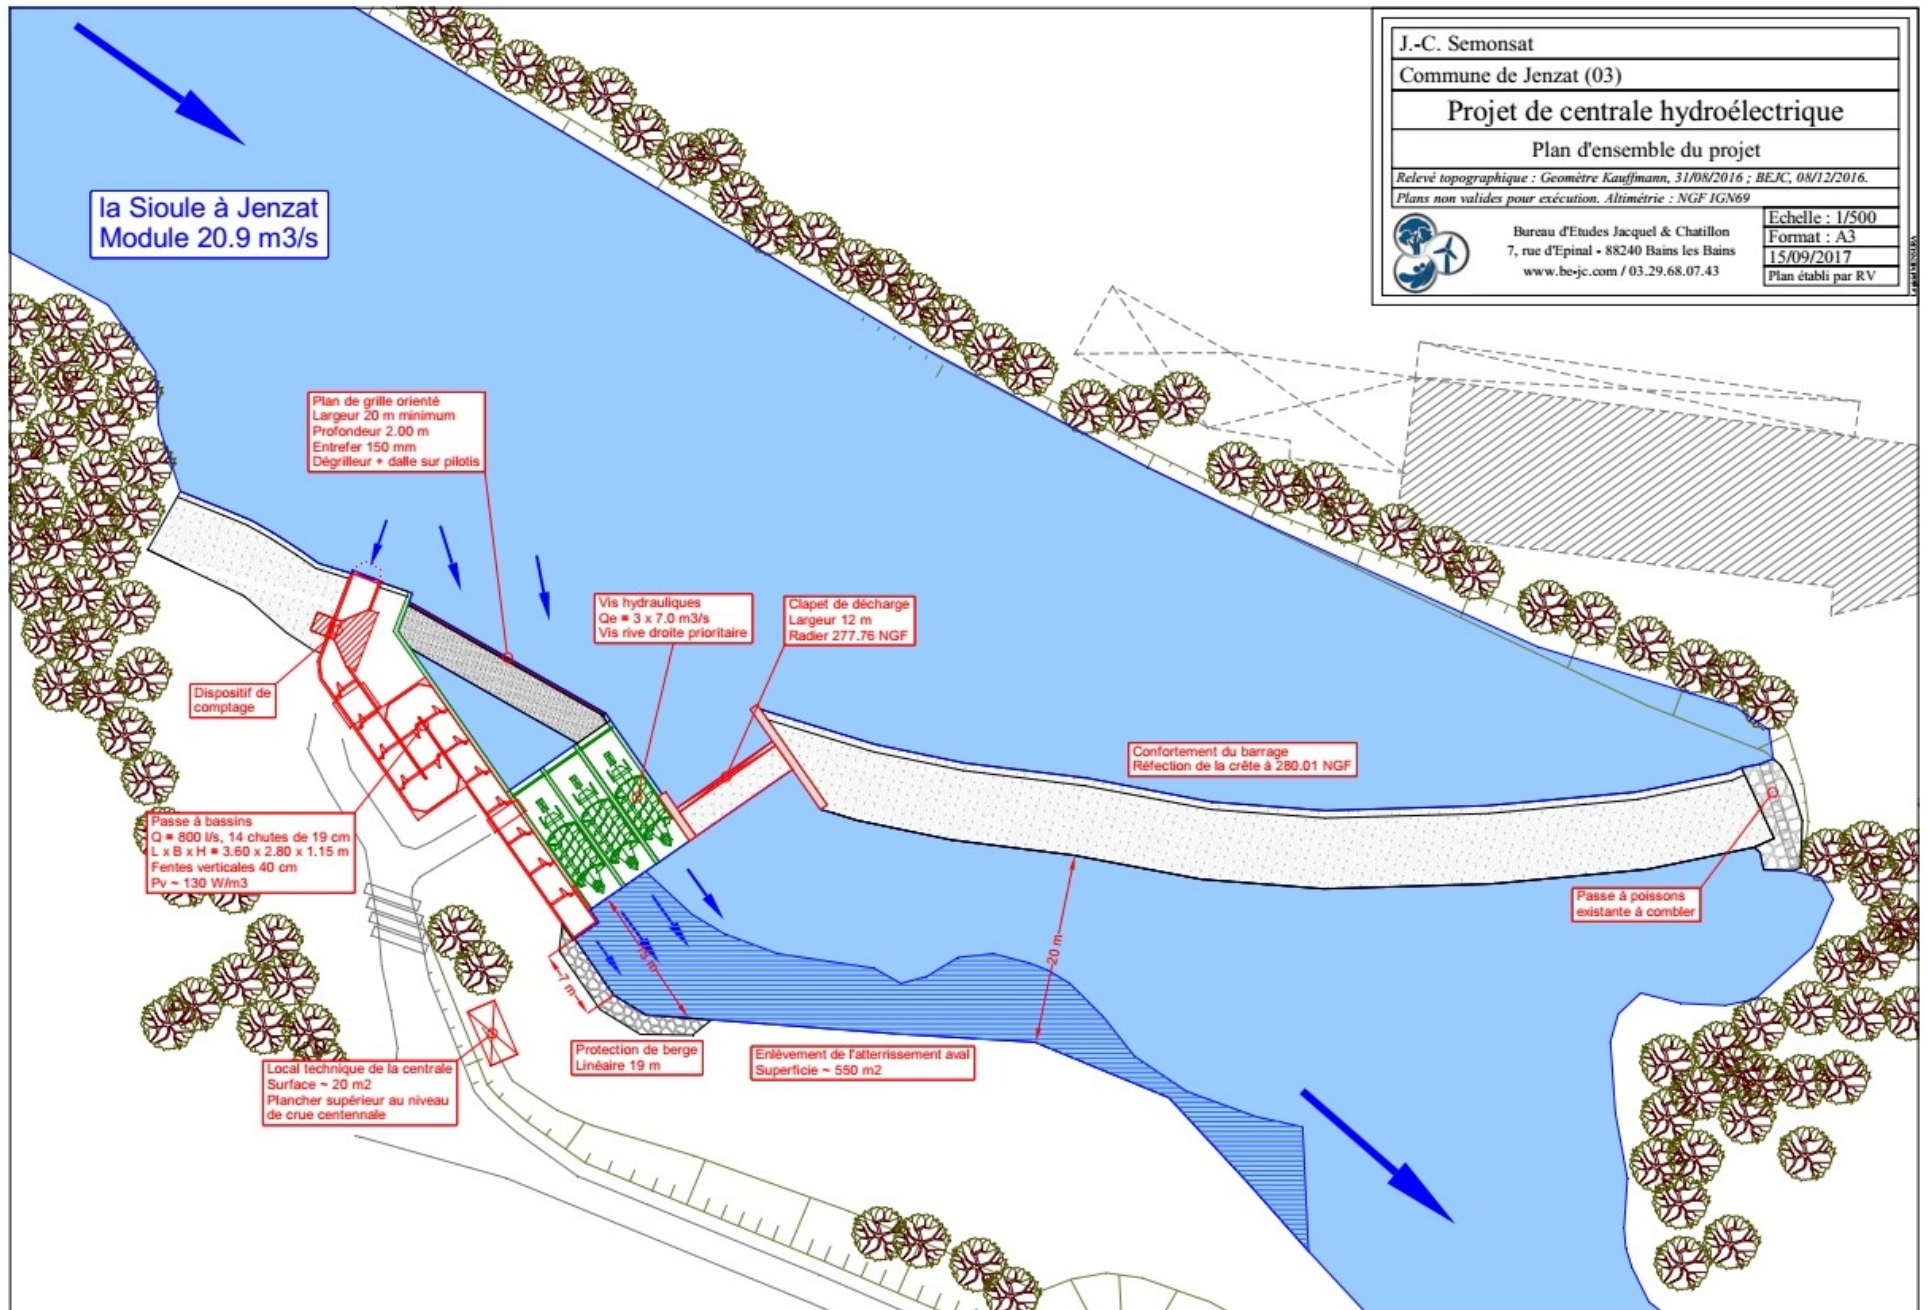 J.-C. Semonsat
Commune de Jenzat (03)
Projet de centrale hydroélectrique
Plan d'ensemble du projet
Relevé topographique : Geomètre Kauffmann, 31/08/2016 ; BEJC, 08/12/2016.
Plans non valides pour exécution. Altimétrie : NGF IGN69
Bureau d'Etudes Jacquel & Chatillon
7, rue d'Epinal - 88240 Bains les Bains
www.be-jc.com / 03.29.68.07.43
Echelle : 1/500
Format : A3
15/09/2017
Plan établi par RV
la Sioule à Jenzat
Module 20.9 m3/s
Plan de grille orienté
Largeur 20 m minimum
Profondeur 2.00 m
Entrefer 150 mm
Dégrilleur + dalle sur pilotis
Vis hydrauliques
Qe = 3 x 7.0 m3/s
Vis rive droite prioritaire
Clapet de décharge
Largeur 12 m
Radier 277.76 NGF
Dispositif de
comptage
Confortement du barrage
Réfection de la crête à 280.01 NGF
Passe à bassins
Q = 800 l/s, 14 chutes de 19 cm
L x B x H = 3.60 x 2.80 x 1.15 m
Fentes verticales 40 cm
Pv ~ 130 W/m3
Passe à poissons
existante à combler
15 m
20 m
7 m
Protection de berge
Linéaire 19 m
Enlèvement de l'atterrissement aval
Superficie ~ 550 m2
Local technique de la centrale
Surface ~ 20 m2
Plancher supérieur au niveau
de crue centennale